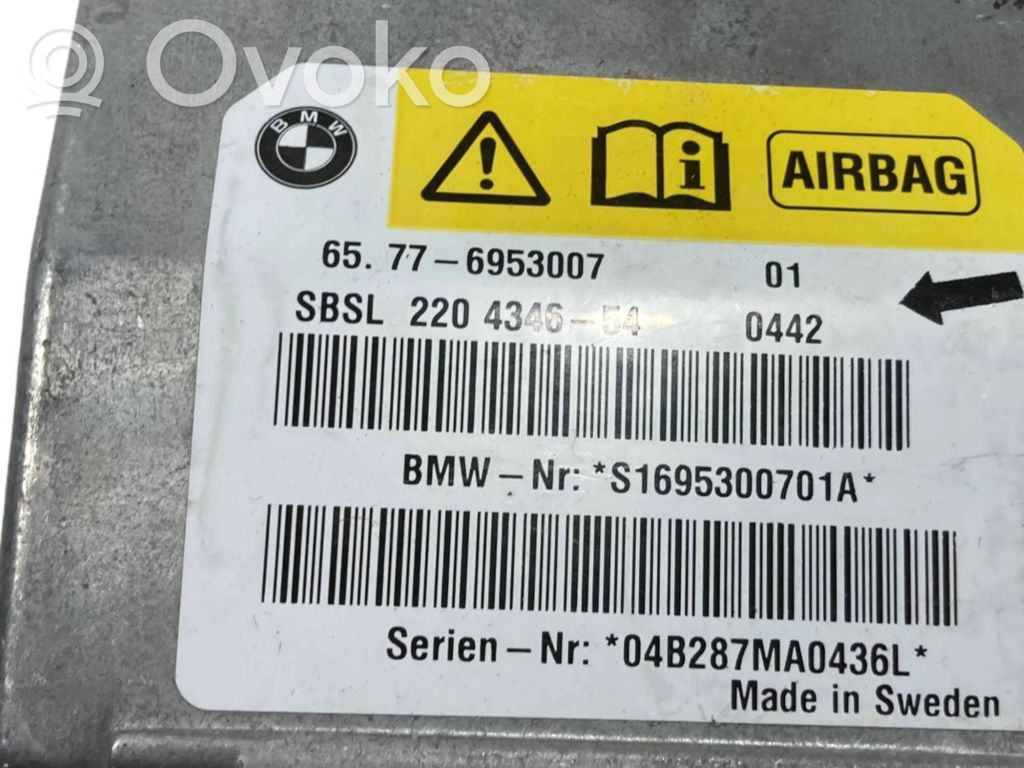 Ovoko
BMW
AIRBAG
65. 77-6953007 01
SBSL 220 4346-54 0442
BMW-Nr: *S1695300701A*
Serien-Nr: *04B287MA0436L*
Made in Sweden